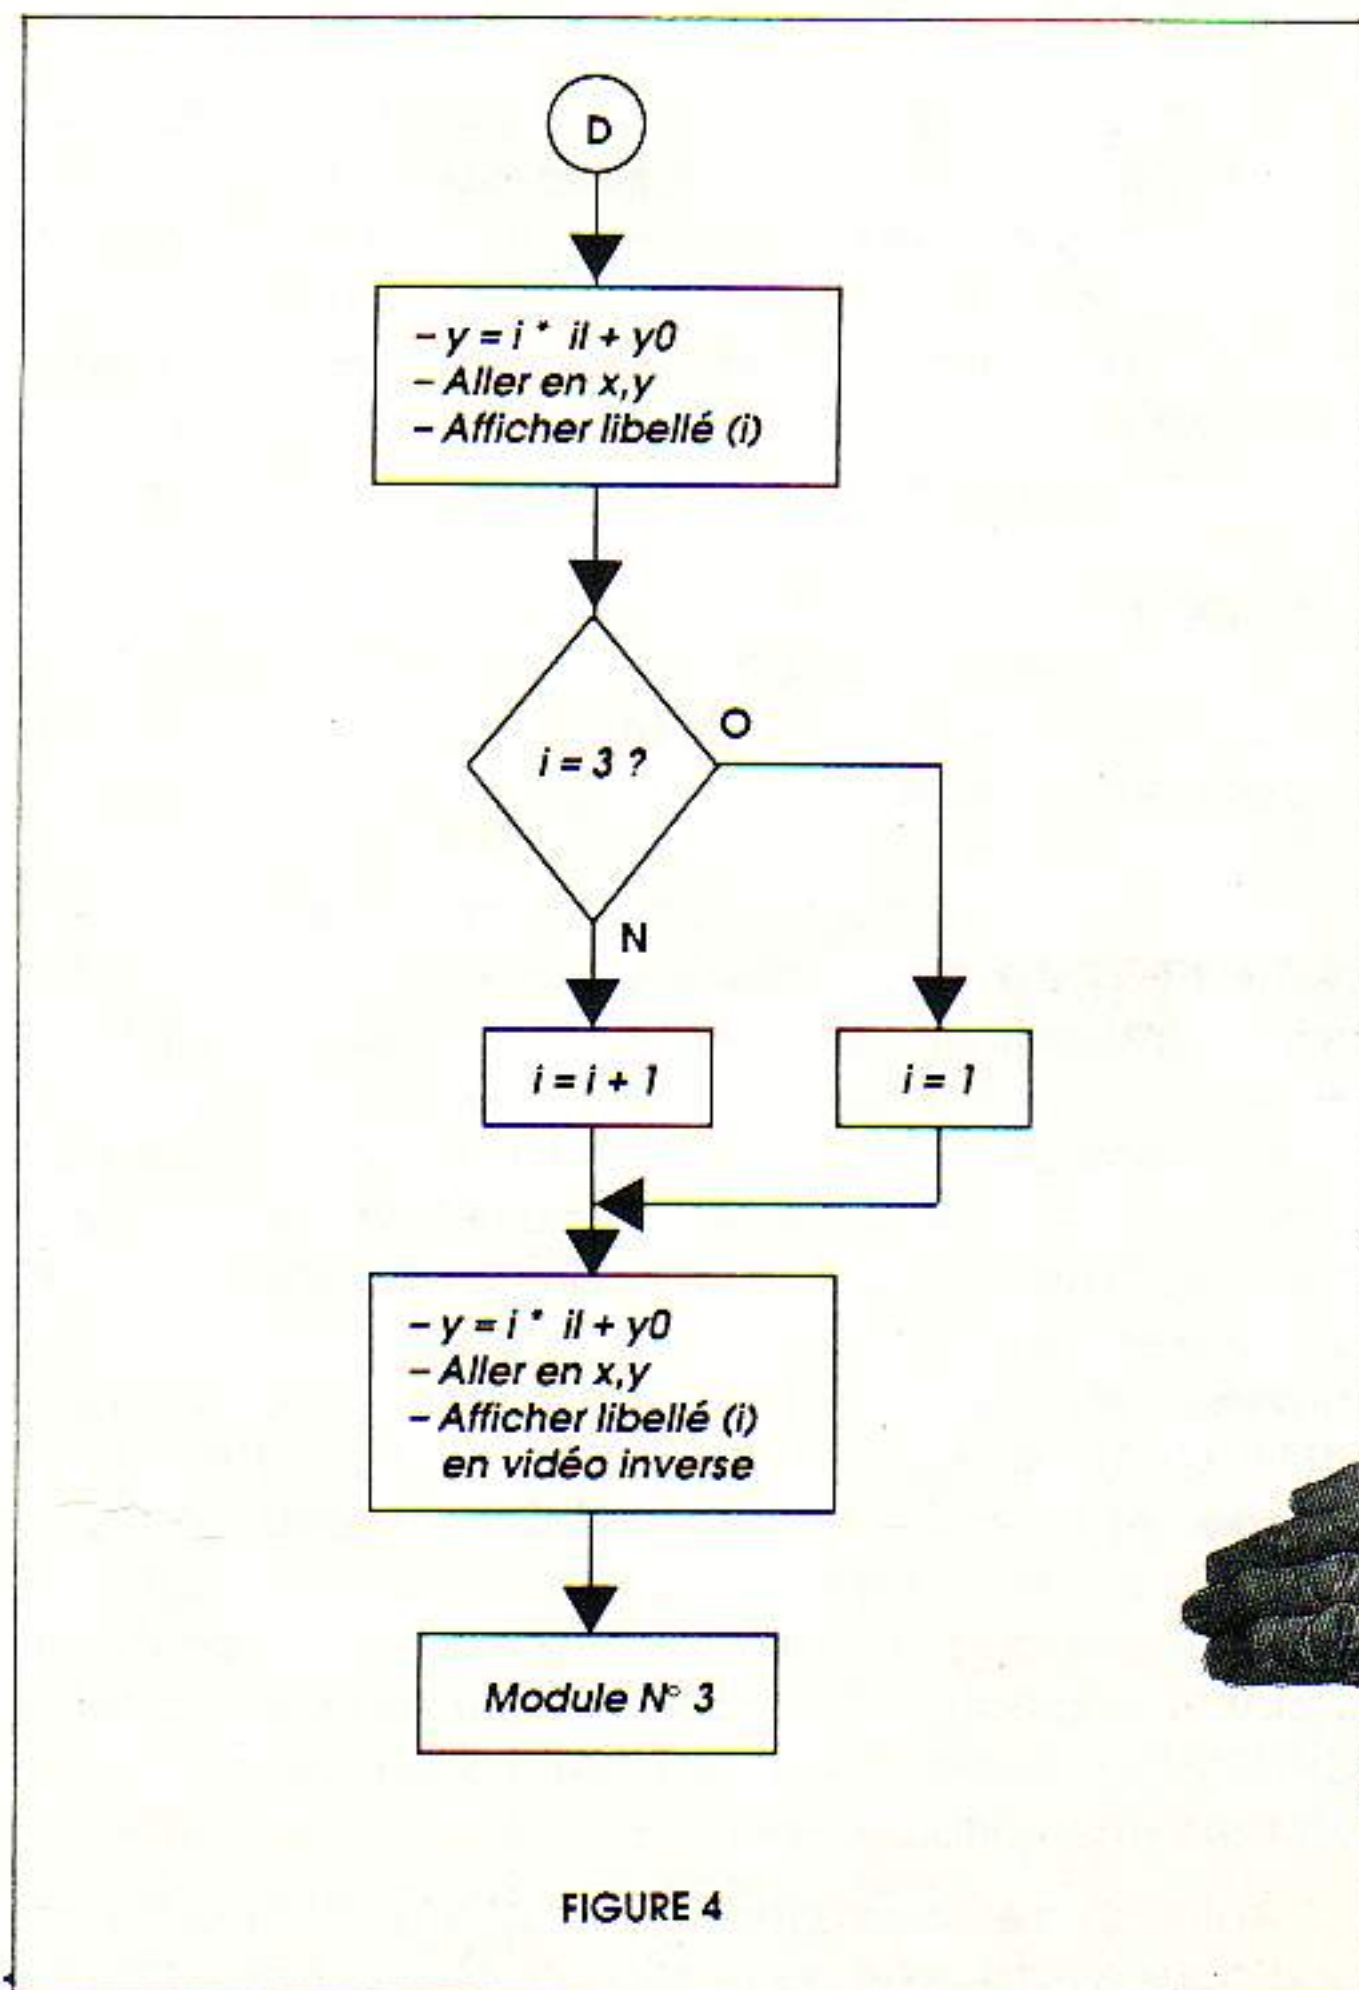 D
– y = i * il + y0
– Aller en x,y
– Afficher libellé (i)
i = 3 ?
O
N
i = i + 1
i = 1
– y = i * il + y0
– Aller en x,y
– Afficher libellé (i)
en vidéo inverse
Module N° 3
FIGURE 4